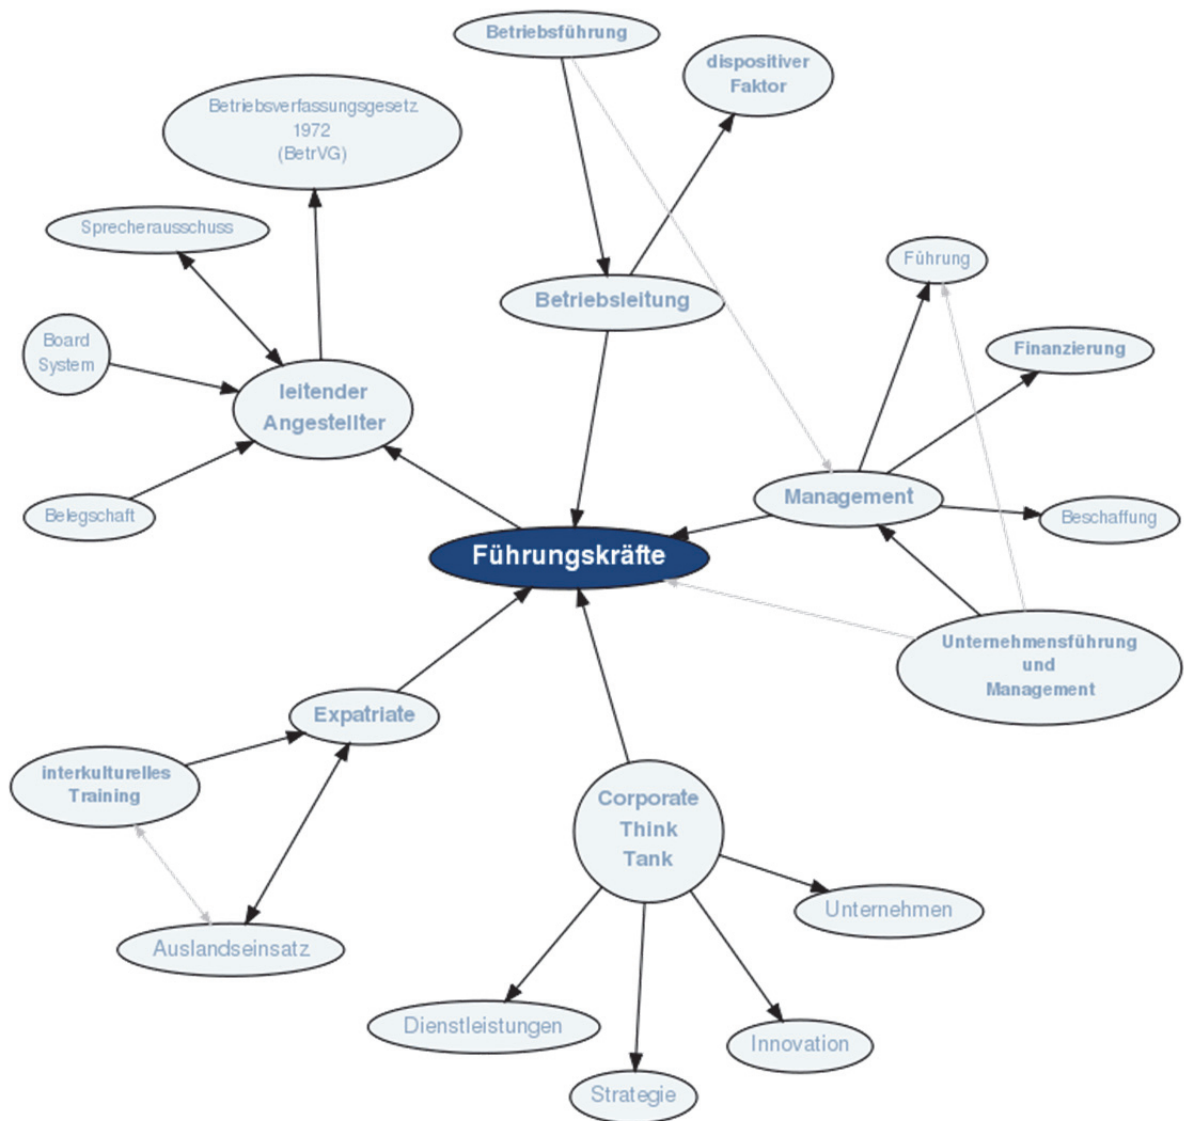 Betriebsführung
dispositiver
Faktor
Betriebsverfassungsgesetz
1972
(BetrVG)
Sprecherausschuss
Führung
Betriebsleitung
Board
System
Finanzierung
leitender
Angestellter
Management
Belegschaft
Beschaffung
Führungskräfte
Unternehmensführung
und
Management
Expatriate
interkulturelles
Training
Corporate
Think
Tank
Unternehmen
Auslandseinsatz
Dienstleistungen
Innovation
Strategie